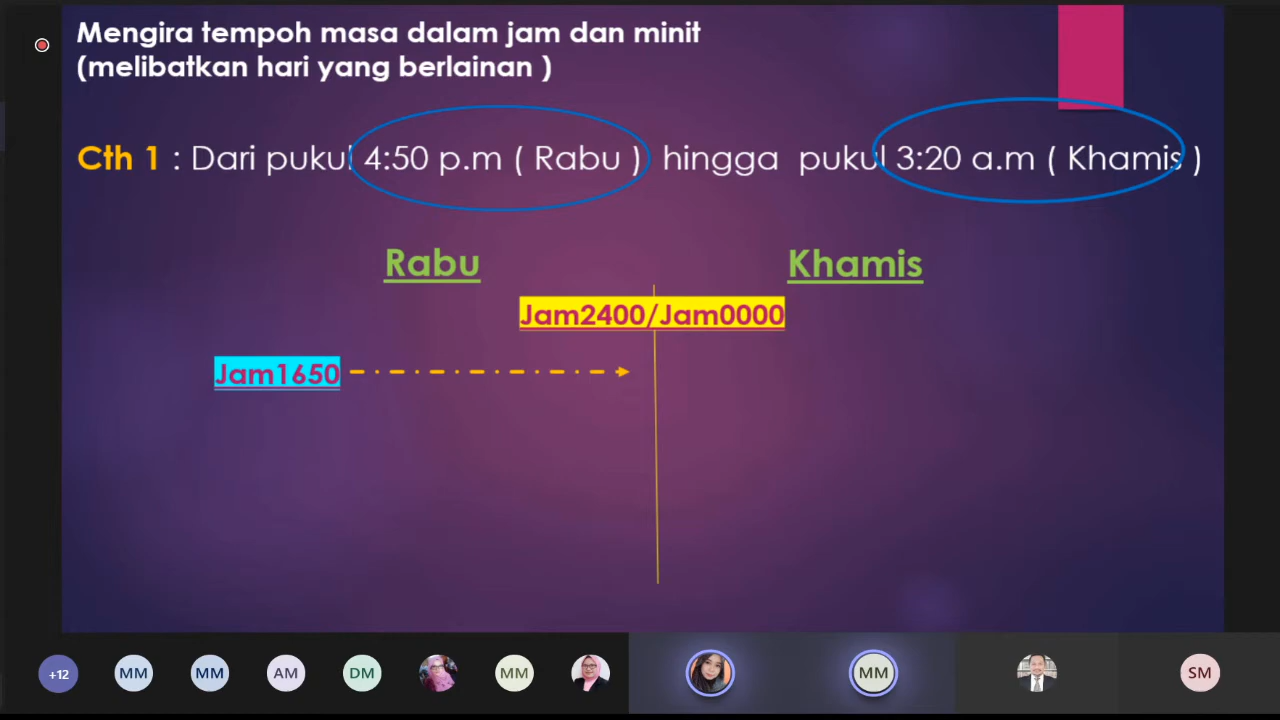 Mengira tempoh masa dalam jam dan minit
(melibatkan hari yang berlainan )
Cth 1 : Dari pukul 4:50 p.m ( Rabu ) hingga pukul 3:20 a.m ( Khamis )
Rabu
Khamis
Jam2400/Jam0000
Jam1650
+12
MM
MM
AM
DM
MM
MM
SM